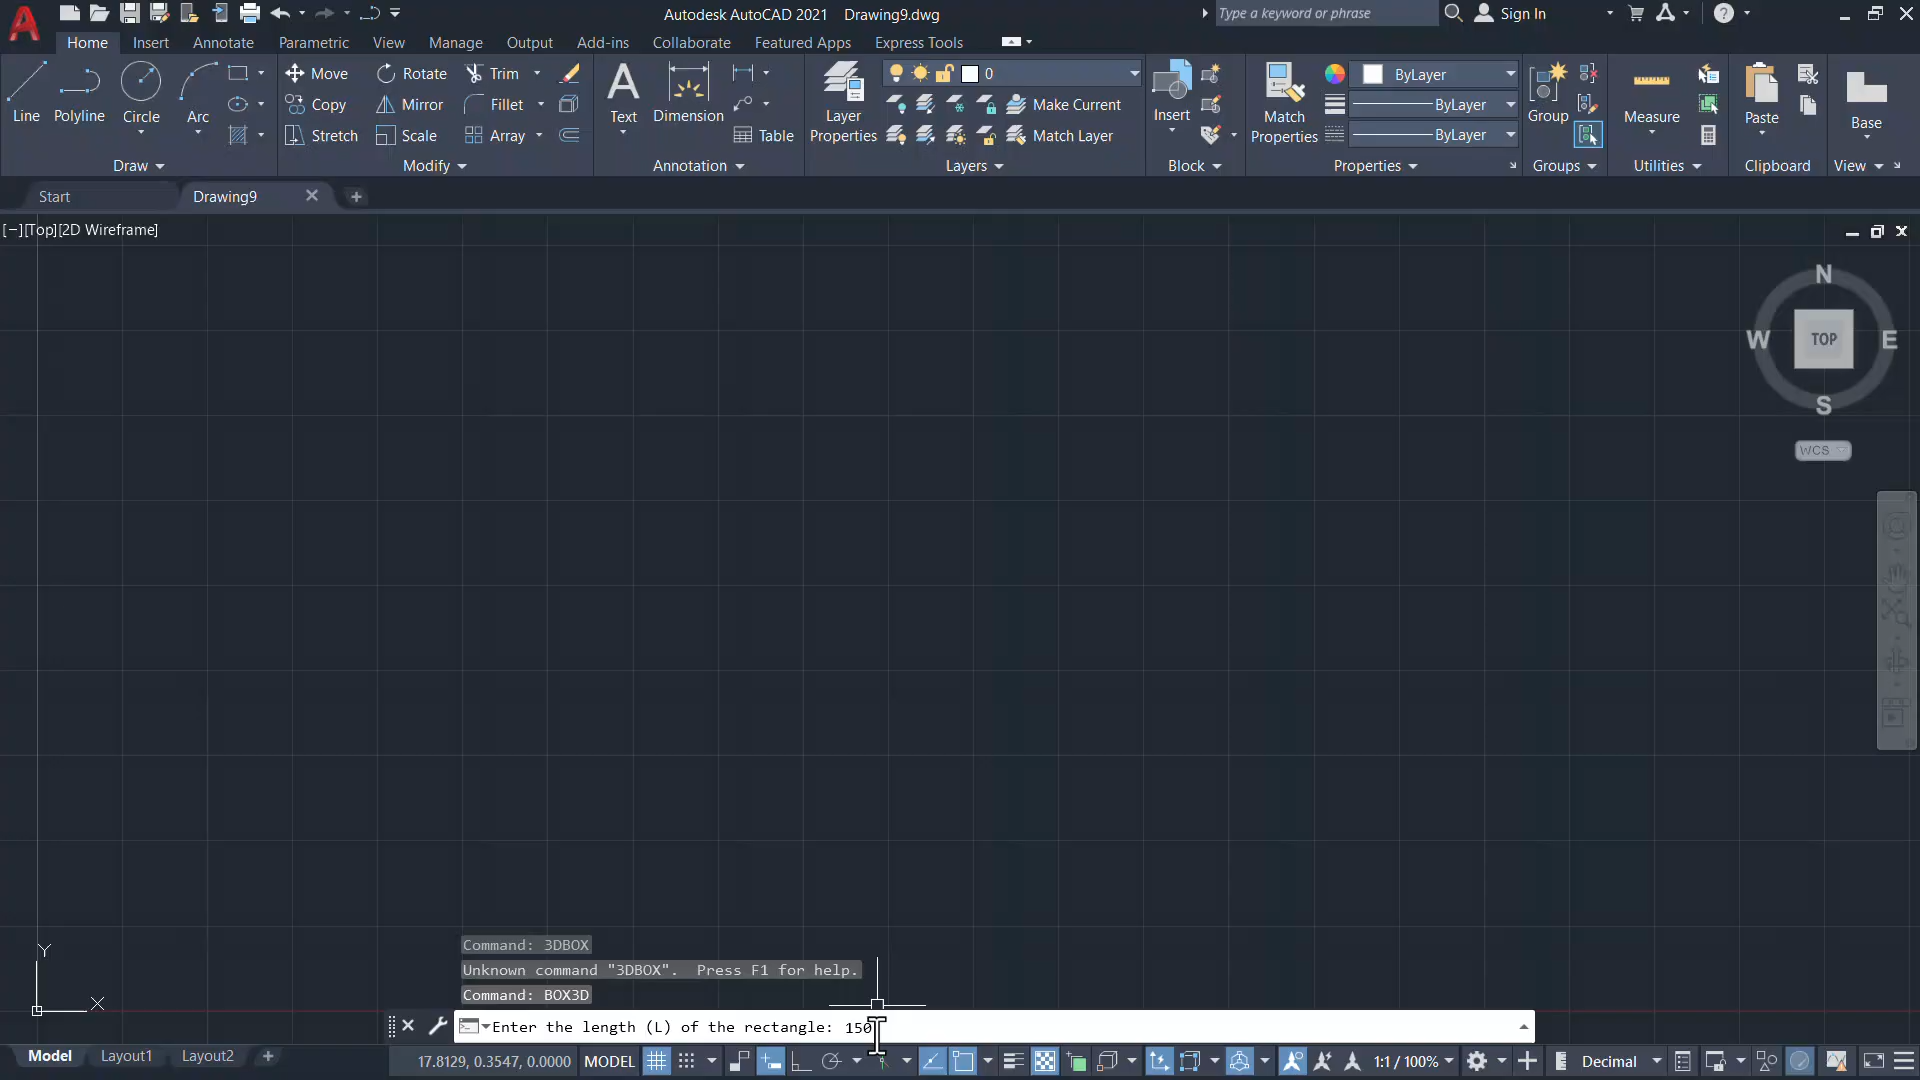 Autodesk AutoCAD 2021 Drawing9.dwg
Type a keyword or phrase
Sign In
Home Insert Annotate Parametric View Manage Output Add-ins Collaborate Featured Apps Express Tools
Line Polyline Circle Arc
Move Rotate Trim
Copy Mirror Fillet
Stretch Scale Array
Text Dimension Table
Layer Properties
0
Make Current
Match Layer
Insert
Match Properties
ByLayer
ByLayer
ByLayer
Group Measure Paste Base
Draw Modify Annotation Layers Block Properties Groups Utilities Clipboard View
Start Drawing9
[−][Top][2D Wireframe]
N
W TOP E
S
WCS
Y
X
Command: 3DBOX
Unknown command "3DBOX". Press F1 for help.
Command: BOX3D
Enter the length (L) of the rectangle: 150
Model Layout1 Layout2
17.8129, 0.3547, 0.0000 MODEL 1:1 / 100% Decimal